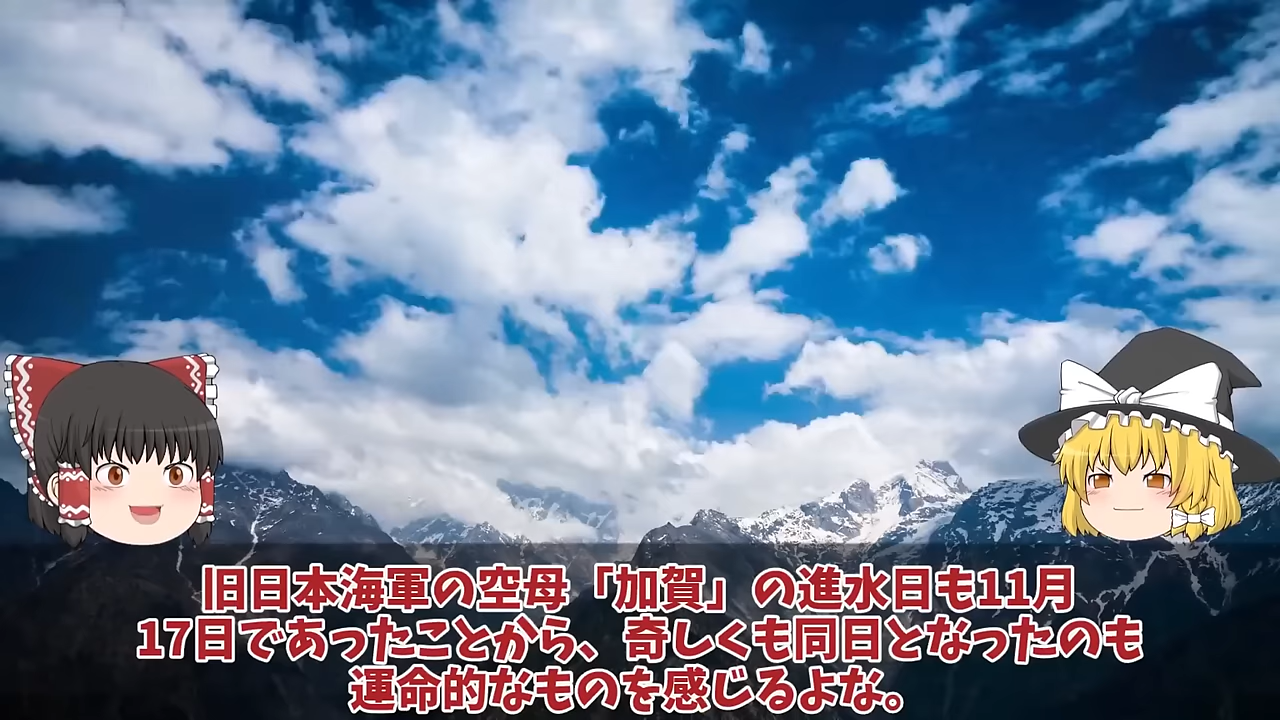 旧日本海軍の空母「加賀」の進水日も11月
17日であったことから、奇しくも同日となったのも
運命的なものを感じるよな。